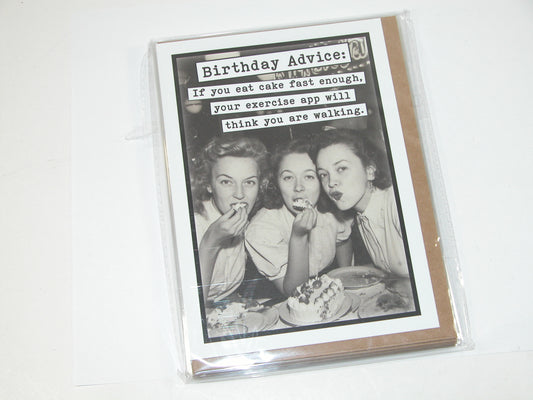 Birthday Advice:
If you eat cake fast enough,
your exercise app will
think you are walking.